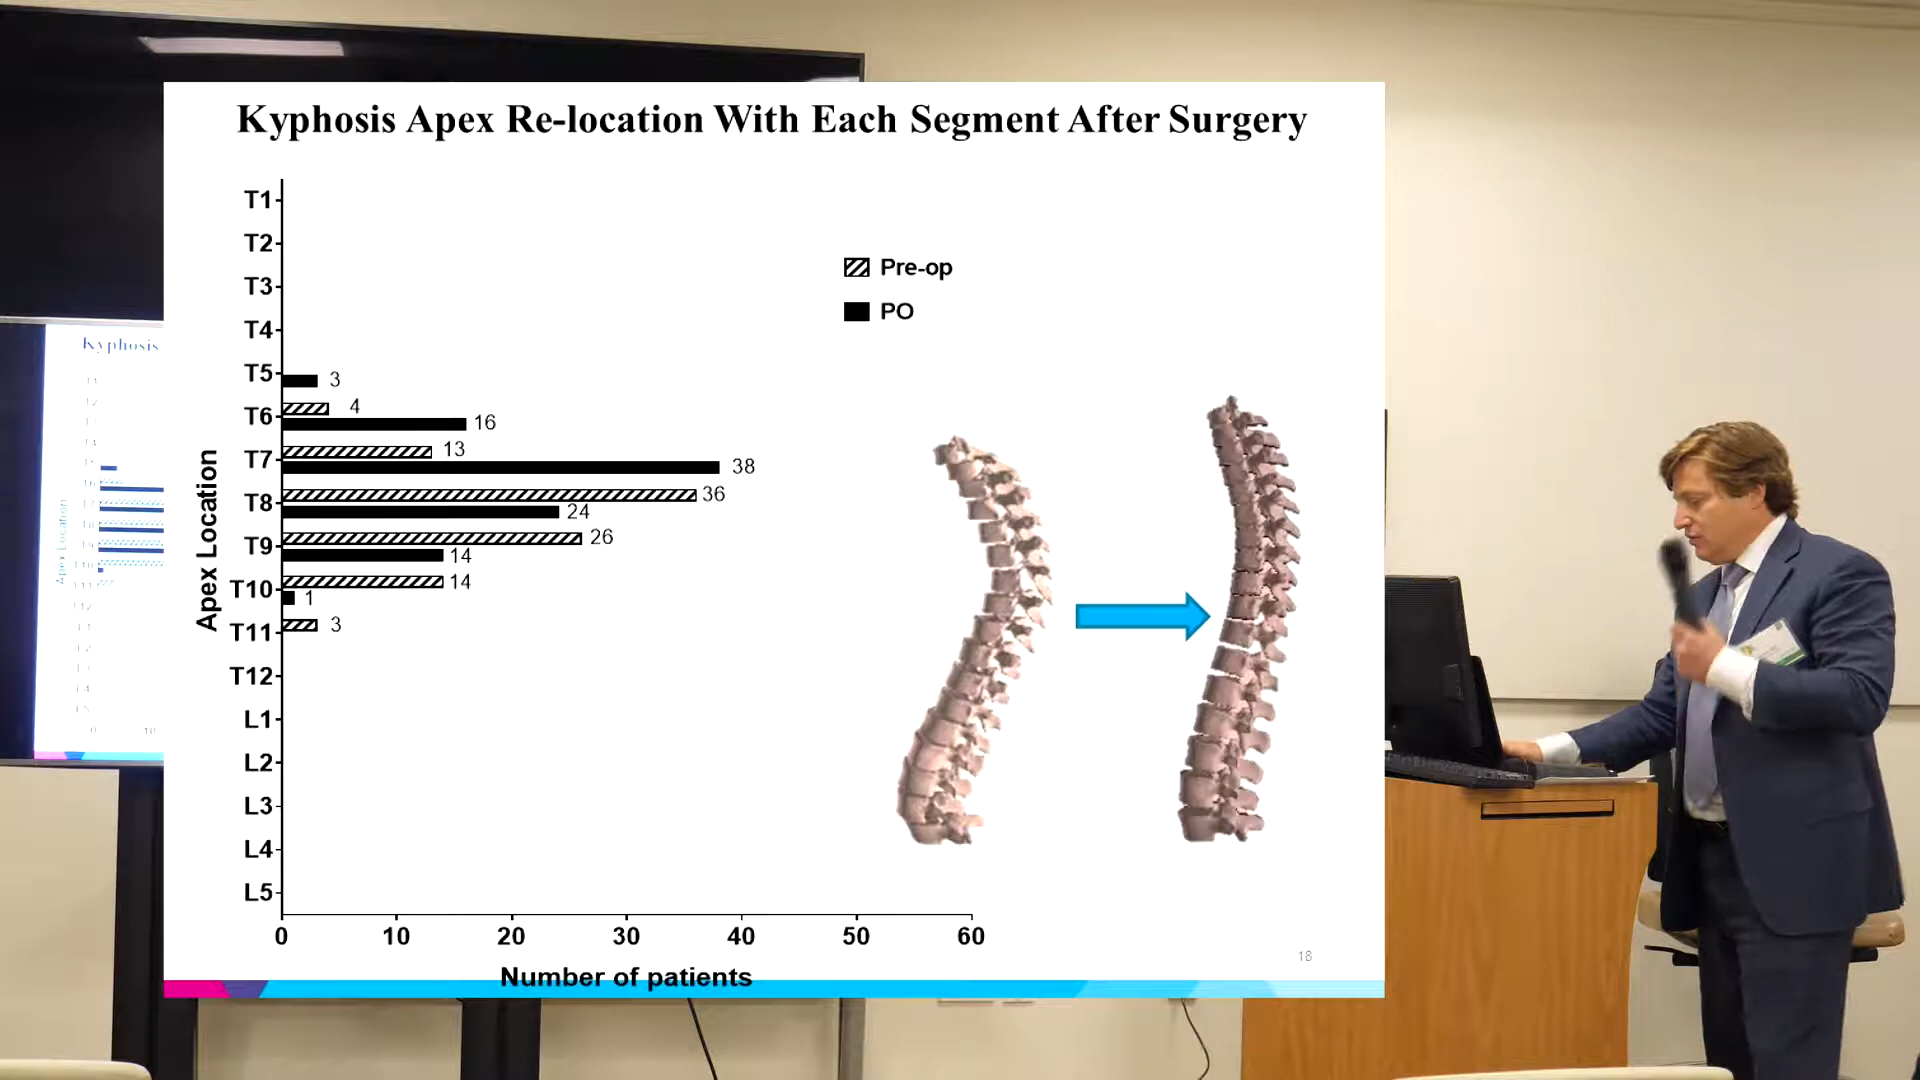 Kyphosis Apex Re-location With Each Segment After Surgery
T1
T2
T3
T4
T5
T6
T7
T8
T9
T10
T11
T12
L1
L2
L3
L4
L5
Apex Location
3
4
16
13
38
36
24
26
14
14
1
3
Pre-op
PO
0 10 20 30 40 50 60
Number of patients
18
Kyphosis
Apex Location